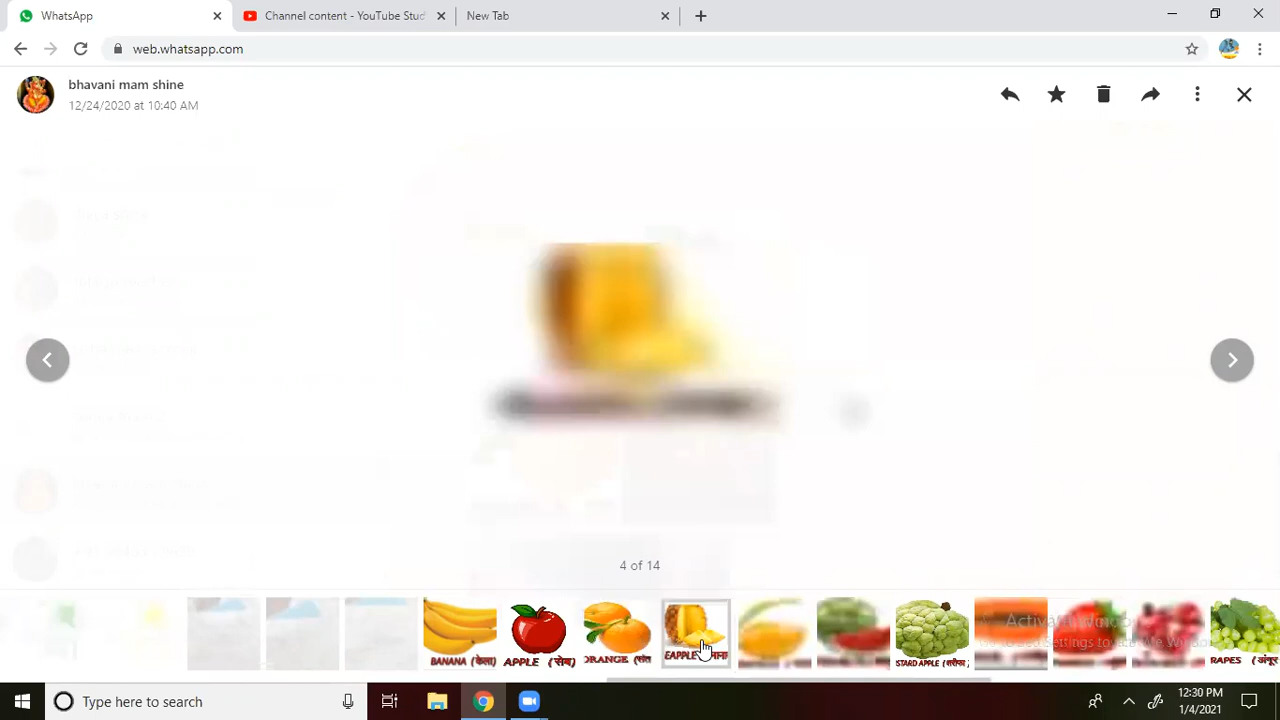 WhatsApp
Channel content - YouTube Stud
New Tab
web.whatsapp.com
bhavani mam shine
12/24/2020 at 10:40 AM
4 of 14
BANANA (केला)
APPLE (सेब)
ORANGE
EAPPLE
STARD APPLE (शरीफा)
RAPES (अंगूर
Type here to search
12:30 PM
1/4/2021